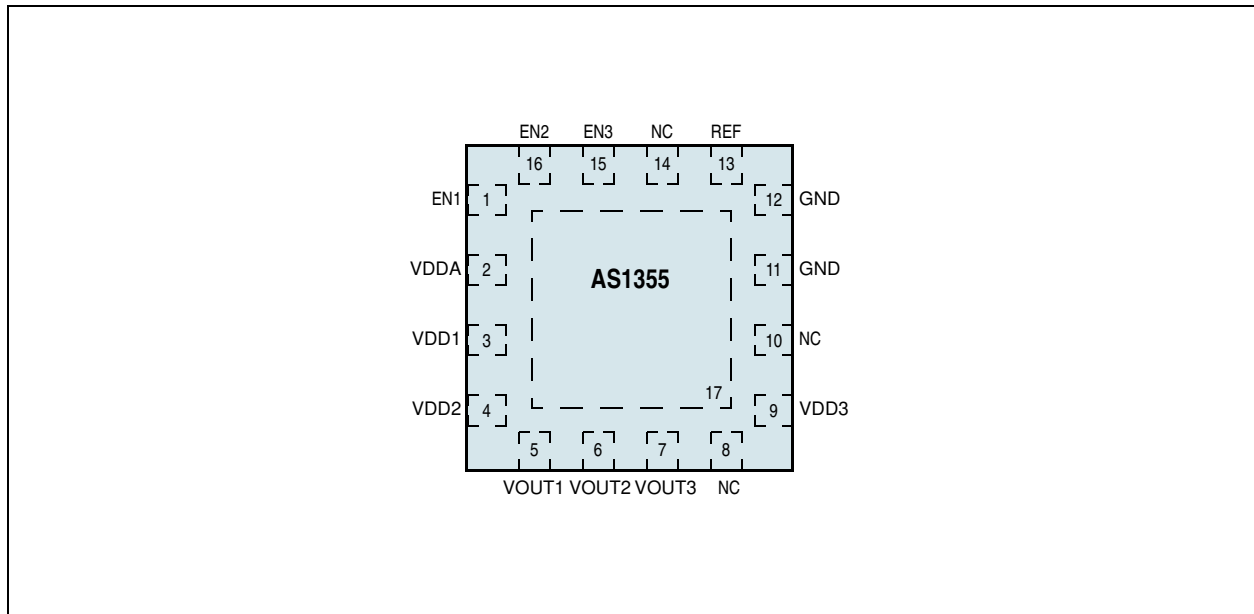 EN2 EN3 NC REF
16 15 14 13
EN1 1 12 GND
VDDA 2 AS1355 11 GND
VDD1 3 10 NC
17
VDD2 4 9 VDD3
5 6 7 8
VOUT1 VOUT2 VOUT3 NC